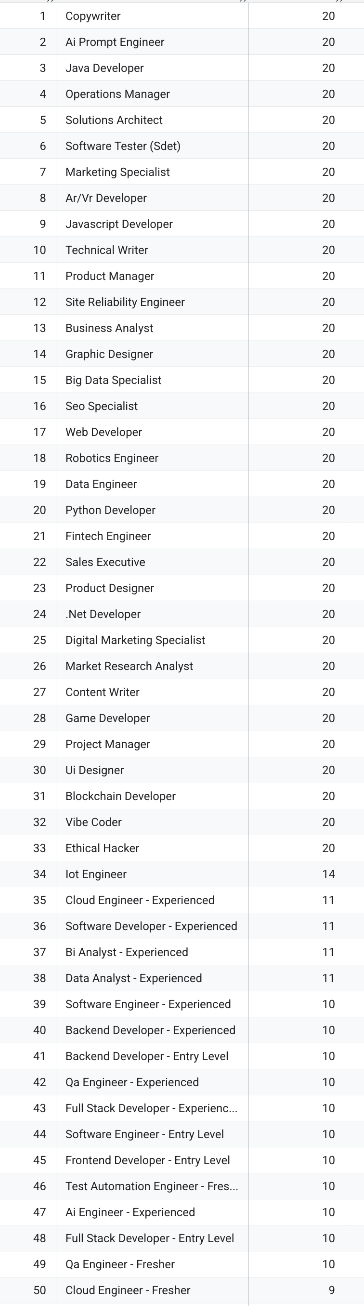 1 Copywriter 20
2 Ai Prompt Engineer 20
3 Java Developer 20
4 Operations Manager 20
5 Solutions Architect 20
6 Software Tester (Sdet) 20
7 Marketing Specialist 20
8 Ar/Vr Developer 20
9 Javascript Developer 20
10 Technical Writer 20
11 Product Manager 20
12 Site Reliability Engineer 20
13 Business Analyst 20
14 Graphic Designer 20
15 Big Data Specialist 20
16 Seo Specialist 20
17 Web Developer 20
18 Robotics Engineer 20
19 Data Engineer 20
20 Python Developer 20
21 Fintech Engineer 20
22 Sales Executive 20
23 Product Designer 20
24 .Net Developer 20
25 Digital Marketing Specialist 20
26 Market Research Analyst 20
27 Content Writer 20
28 Game Developer 20
29 Project Manager 20
30 Ui Designer 20
31 Blockchain Developer 20
32 Vibe Coder 20
33 Ethical Hacker 20
34 Iot Engineer 14
35 Cloud Engineer - Experienced 11
36 Software Developer - Experienced 11
37 Bi Analyst - Experienced 11
38 Data Analyst - Experienced 11
39 Software Engineer - Experienced 10
40 Backend Developer - Experienced 10
41 Backend Developer - Entry Level 10
42 Qa Engineer - Experienced 10
43 Full Stack Developer - Experienc... 10
44 Software Engineer - Entry Level 10
45 Frontend Developer - Entry Level 10
46 Test Automation Engineer - Fres... 10
47 Ai Engineer - Experienced 10
48 Full Stack Developer - Entry Level 10
49 Qa Engineer - Fresher 10
50 Cloud Engineer - Fresher 9